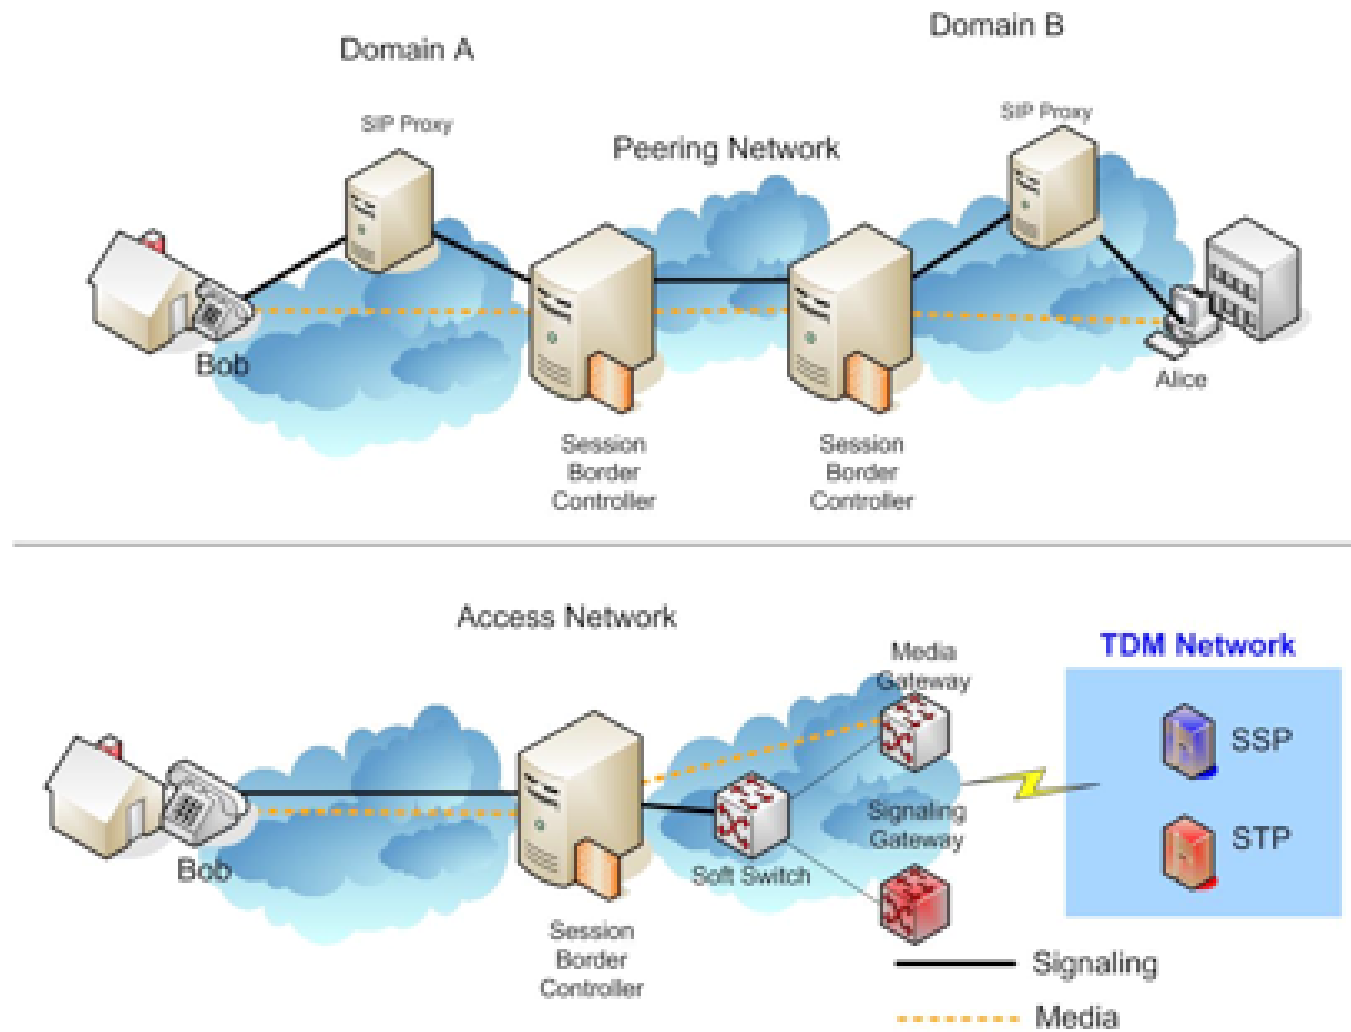 Domain A
Domain B
SIP Proxy
SIP Proxy
Peering Network
Bob
Alice
Session
Border
Controller
Session
Border
Controller
Access Network
TDM Network
Media
Gateway
SSP
Signaling
Gateway
STP
Bob
Soft Switch
Session
Border
Controller
Signaling
Media